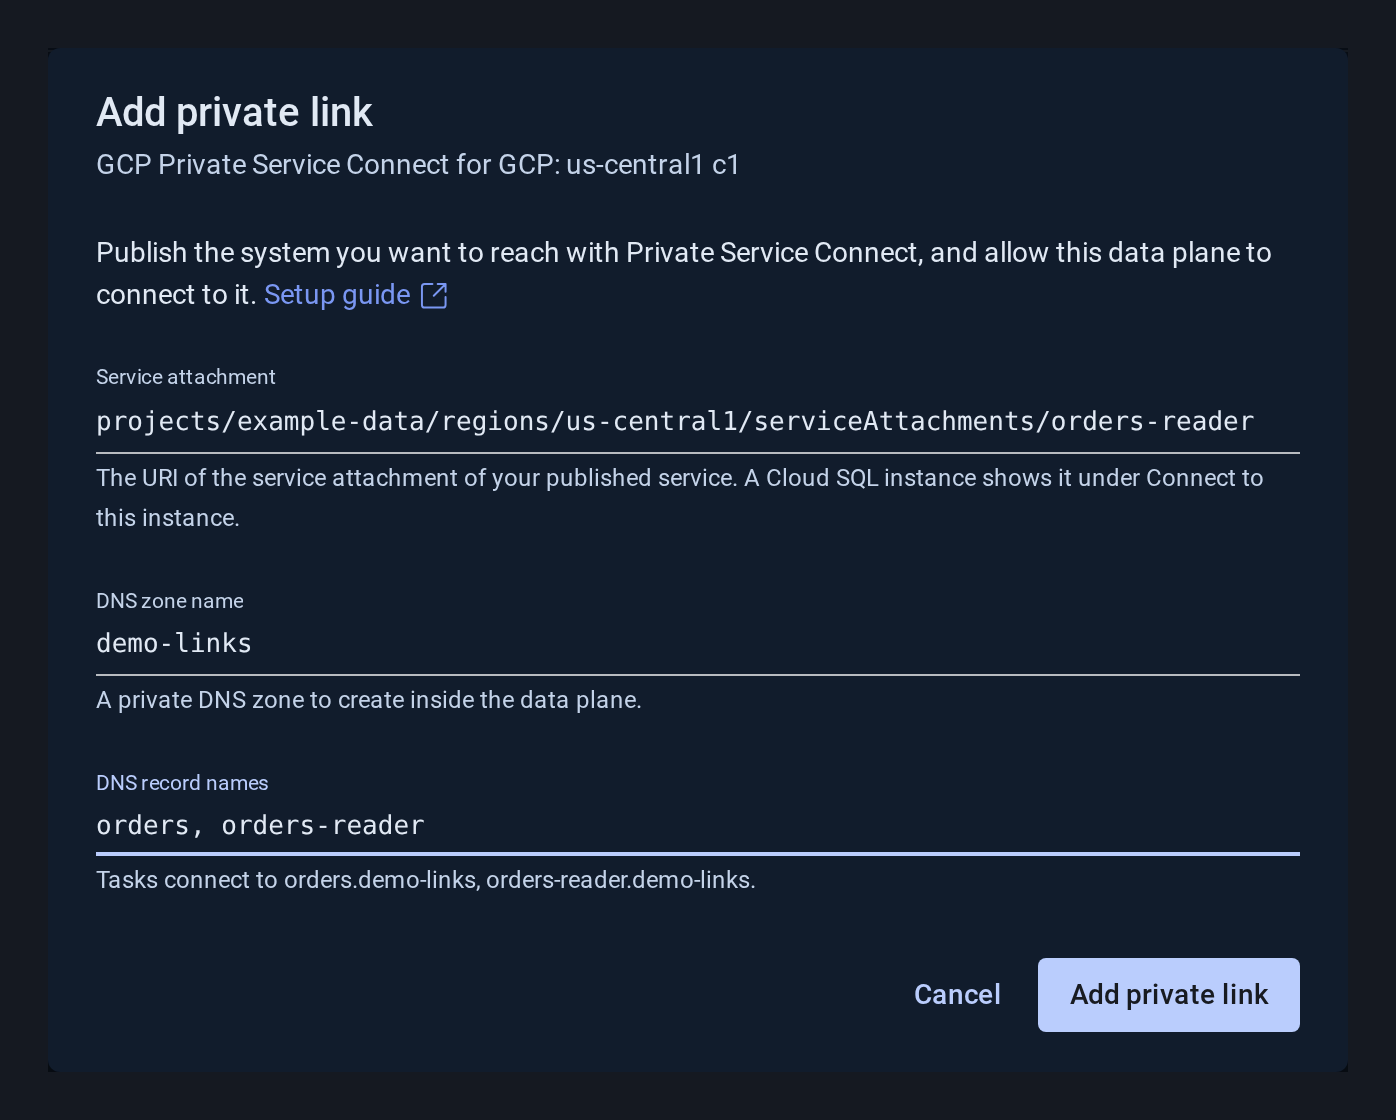 Add private link
GCP Private Service Connect for GCP: us-central1 c1
Publish the system you want to reach with Private Service Connect, and allow this data plane to
connect to it. Setup guide
Service attachment
projects/example-data/regions/us-central1/serviceAttachments/orders-reader
The URI of the service attachment of your published service. A Cloud SQL instance shows it under Connect to
this instance.
DNS zone name
demo-links
A private DNS zone to create inside the data plane.
DNS record names
orders, orders-reader
Tasks connect to orders.demo-links, orders-reader.demo-links.
Cancel
Add private link